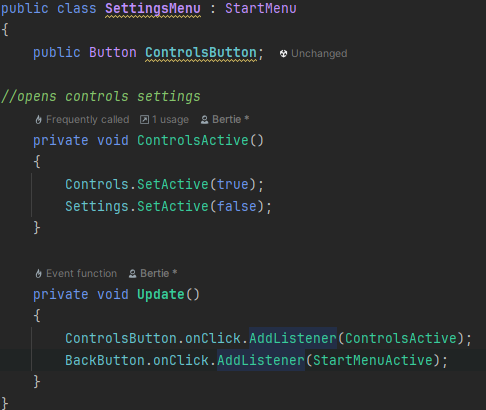 public class SettingsMenu : StartMenu
{
    public Button ControlsButton;  Unchanged

//opens controls settings
    Frequently called  1 usage  Bertie *
    private void ControlsActive()
    {
        Controls.SetActive(true);
        Settings.SetActive(false);
    }

    Event function  Bertie *
    private void Update()
    {
        ControlsButton.onClick.AddListener(ControlsActive);
        BackButton.onClick.AddListener(StartMenuActive);
    }
}